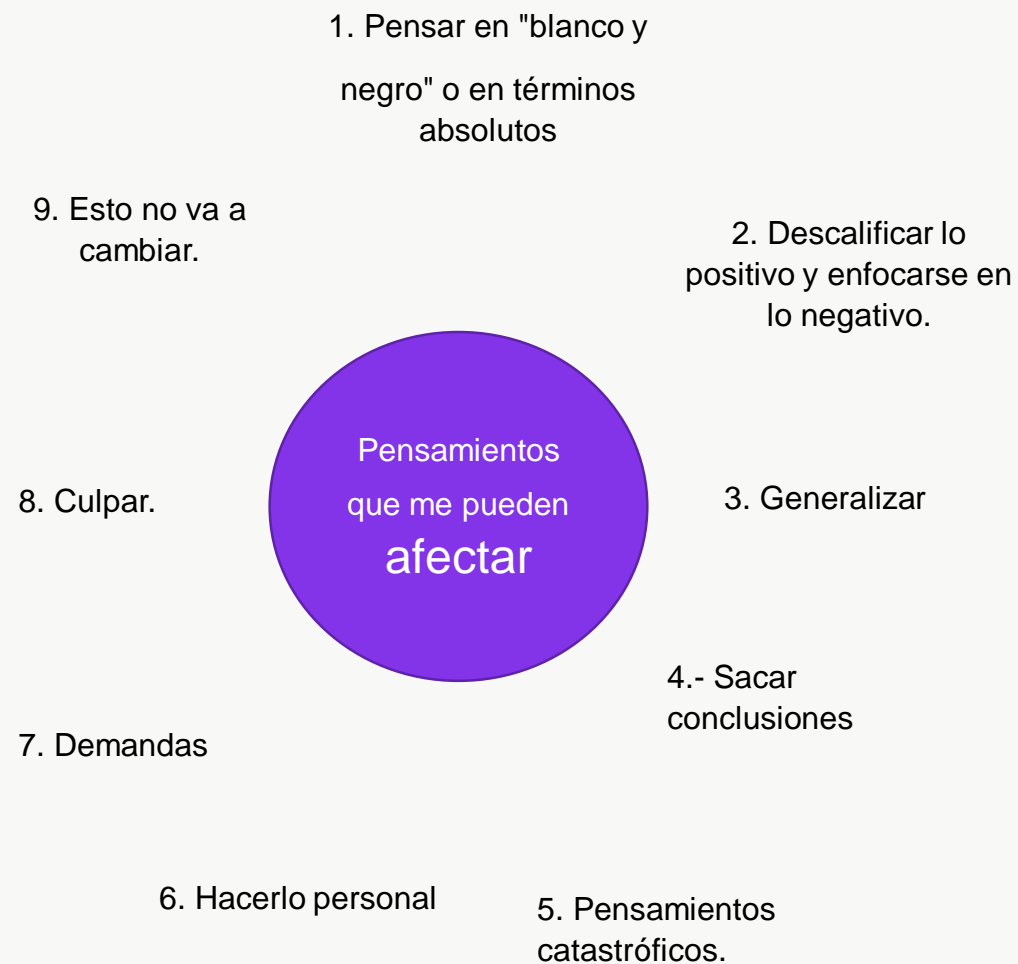 1. Pensar en "blanco y
negro" o en términos
absolutos
2. Descalificar lo
positivo y enfocarse en
lo negativo.
3. Generalizar
4.- Sacar
conclusiones
5. Pensamientos
catastróficos.
6. Hacerlo personal
7. Demandas
8. Culpar.
9. Esto no va a
cambiar.
Pensamientos
que me pueden
afectar